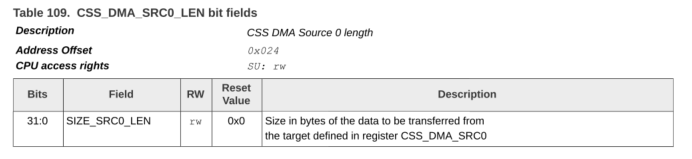 Table 109. CSS_DMA_SRC0_LEN bit fields
Description CSS DMA Source 0 length
Address Offset 0x024
CPU access rights SU: rw
Bits Field RW Reset Value Description
31:0 SIZE_SRC0_LEN rw 0x0 Size in bytes of the data to be transferred from
the target defined in register CSS_DMA_SRC0